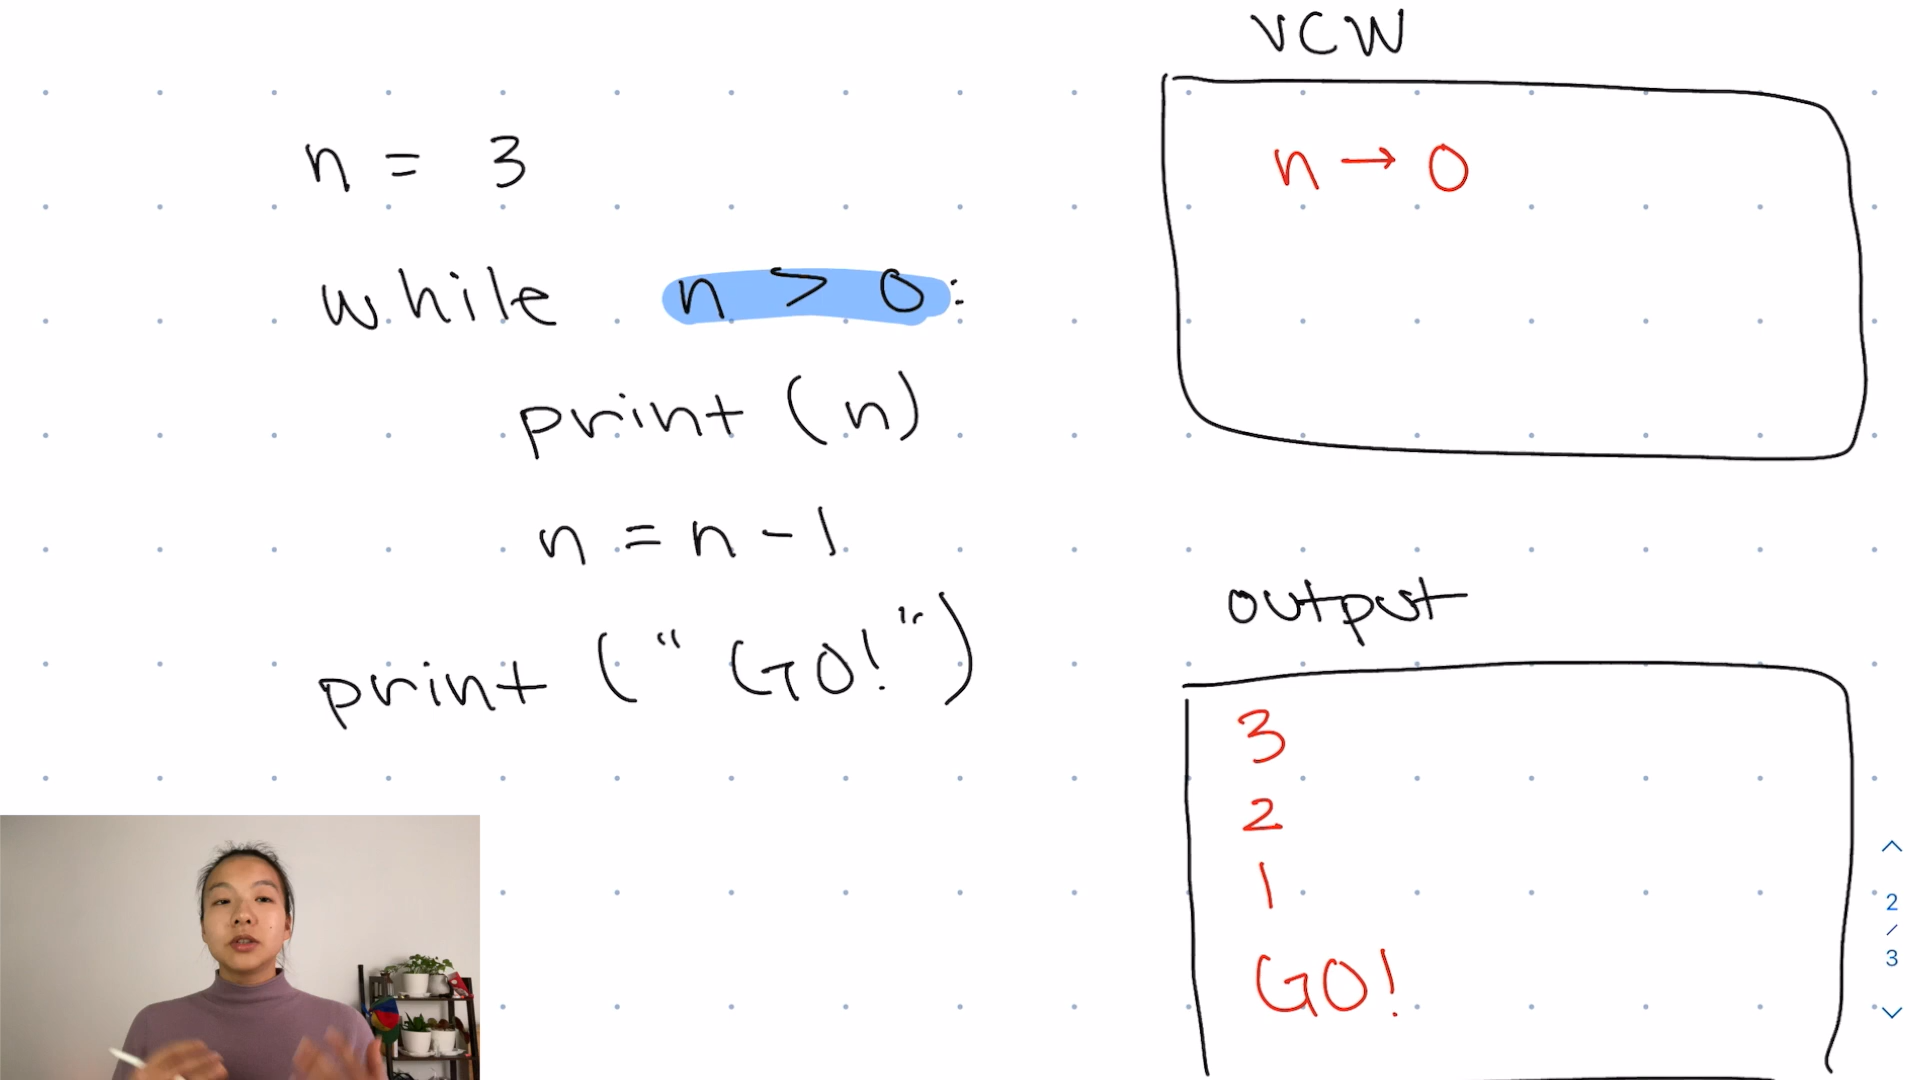 n = 3
while n > 0:
print (n)
n = n - 1
print (" GO! ")
VCW
n → 0
output
3
2
1
GO!
2
/
3